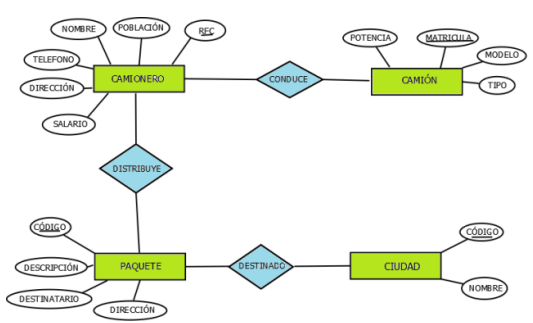 NOMBRE
POBLACIÓN
RFC
TELEFONO
CAMIONERO
DIRECCIÓN
SALARIO
CONDUCE
POTENCIA
MATRICULA
MODELO
CAMIÓN
TIPO
DISTRIBUYE
CÓDIGO
DESCRIPCIÓN
PAQUETE
DESTINATARIO
DIRECCIÓN
DESTINADO
CÓDIGO
CIUDAD
NOMBRE